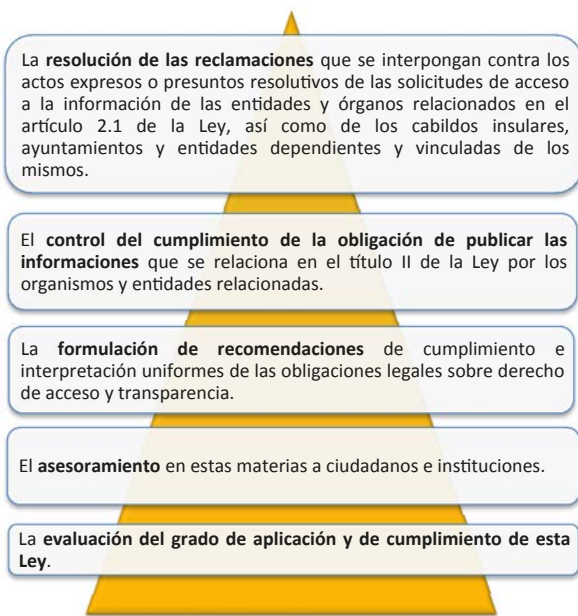 La resolución de las reclamaciones que se interpongan contra los
actos expresos o presuntos resolutivos de las solicitudes de acceso
a la información de las entidades y órganos relacionados en el
artículo 2.1 de la Ley, así como de los cabildos insulares,
ayuntamientos y entidades dependientes y vinculadas de los
mismos.
El control del cumplimiento de la obligación de publicar las
informaciones que se relaciona en el título II de la Ley por los
organismos y entidades relacionadas.
La formulación de recomendaciones de cumplimiento e
interpretación uniformes de las obligaciones legales sobre derecho
de acceso y transparencia.
El asesoramiento en estas materias a ciudadanos e instituciones.
La evaluación del grado de aplicación y de cumplimiento de esta
Ley.